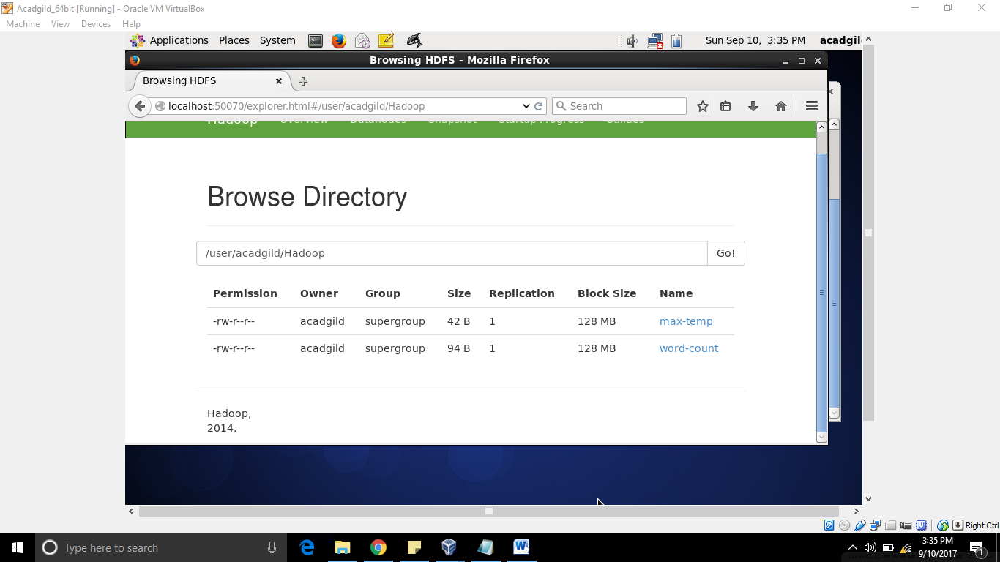 Acadgild_64bit [Running] - Oracle VM VirtualBox
Machine View Devices Help
Applications Places System Sun Sep 10, 3:35 PM acadgil
Browsing HDFS - Mozilla Firefox
Browsing HDFS
localhost:50070/explorer.html#/user/acadgild/Hadoop Search
Hadoop Overview Datanodes Snapshot Startup Progress Utilities
Browse Directory
/user/acadgild/Hadoop Go!
Permission Owner Group Size Replication Block Size Name
-rw-r--r-- acadgild supergroup 42 B 1 128 MB max-temp
-rw-r--r-- acadgild supergroup 94 B 1 128 MB word-count
Hadoop,
2014.
Right Ctrl
Type here to search
3:35 PM
9/10/2017
1